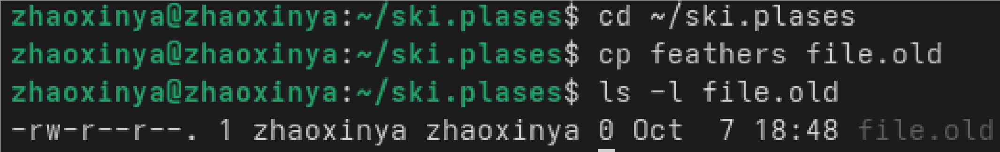 zhaoxinya@zhaoxinya:~/ski.plases$ cd ~/ski.plases
zhaoxinya@zhaoxinya:~/ski.plases$ cp feathers file.old
zhaoxinya@zhaoxinya:~/ski.plases$ ls -l file.old
-rw-r--r--. 1 zhaoxinya zhaoxinya 0 Oct  7 18:48 file.old